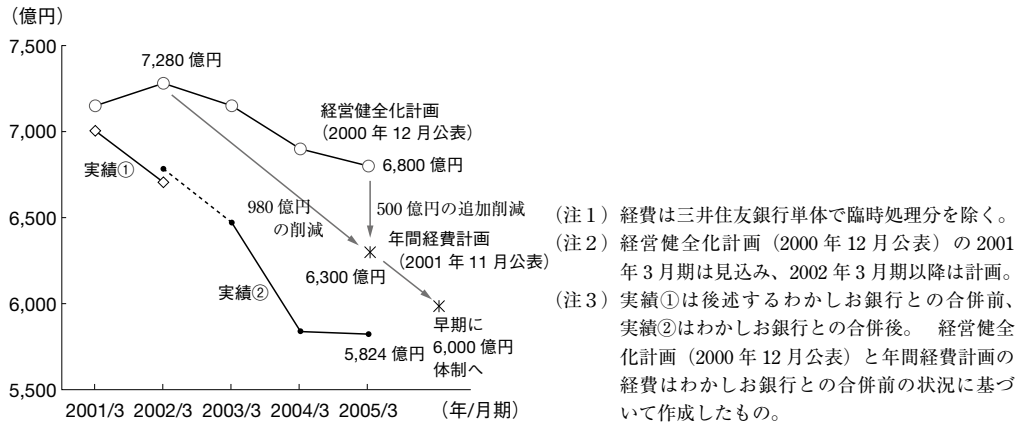 （億円）
7,500
7,000
6,500
6,000
5,500
7,280 億円
経営健全化計画
（2000 年 12 月公表）
6,800 億円
実績①
980 億円
の削減
500 億円の追加削減
年間経費計画
（2001 年 11 月公表）
6,300 億円
実績②
早期に
6,000 億円
体制へ
5,824 億円
2001/3 2002/3 2003/3 2004/3 2005/3 （年/月期）
（注１）経費は三井住友銀行単体で臨時処理分を除く。
（注２）経営健全化計画（2000 年 12 月公表）の 2001
年 3 月期は見込み、2002 年 3 月期以降は計画。
（注３）実績①は後述するわかしお銀行との合併前、
実績②はわかしお銀行との合併後。 経営健全
化計画（2000 年 12 月公表）と年間経費計画の
経費はわかしお銀行との合併前の状況に基づ
いて作成したもの。